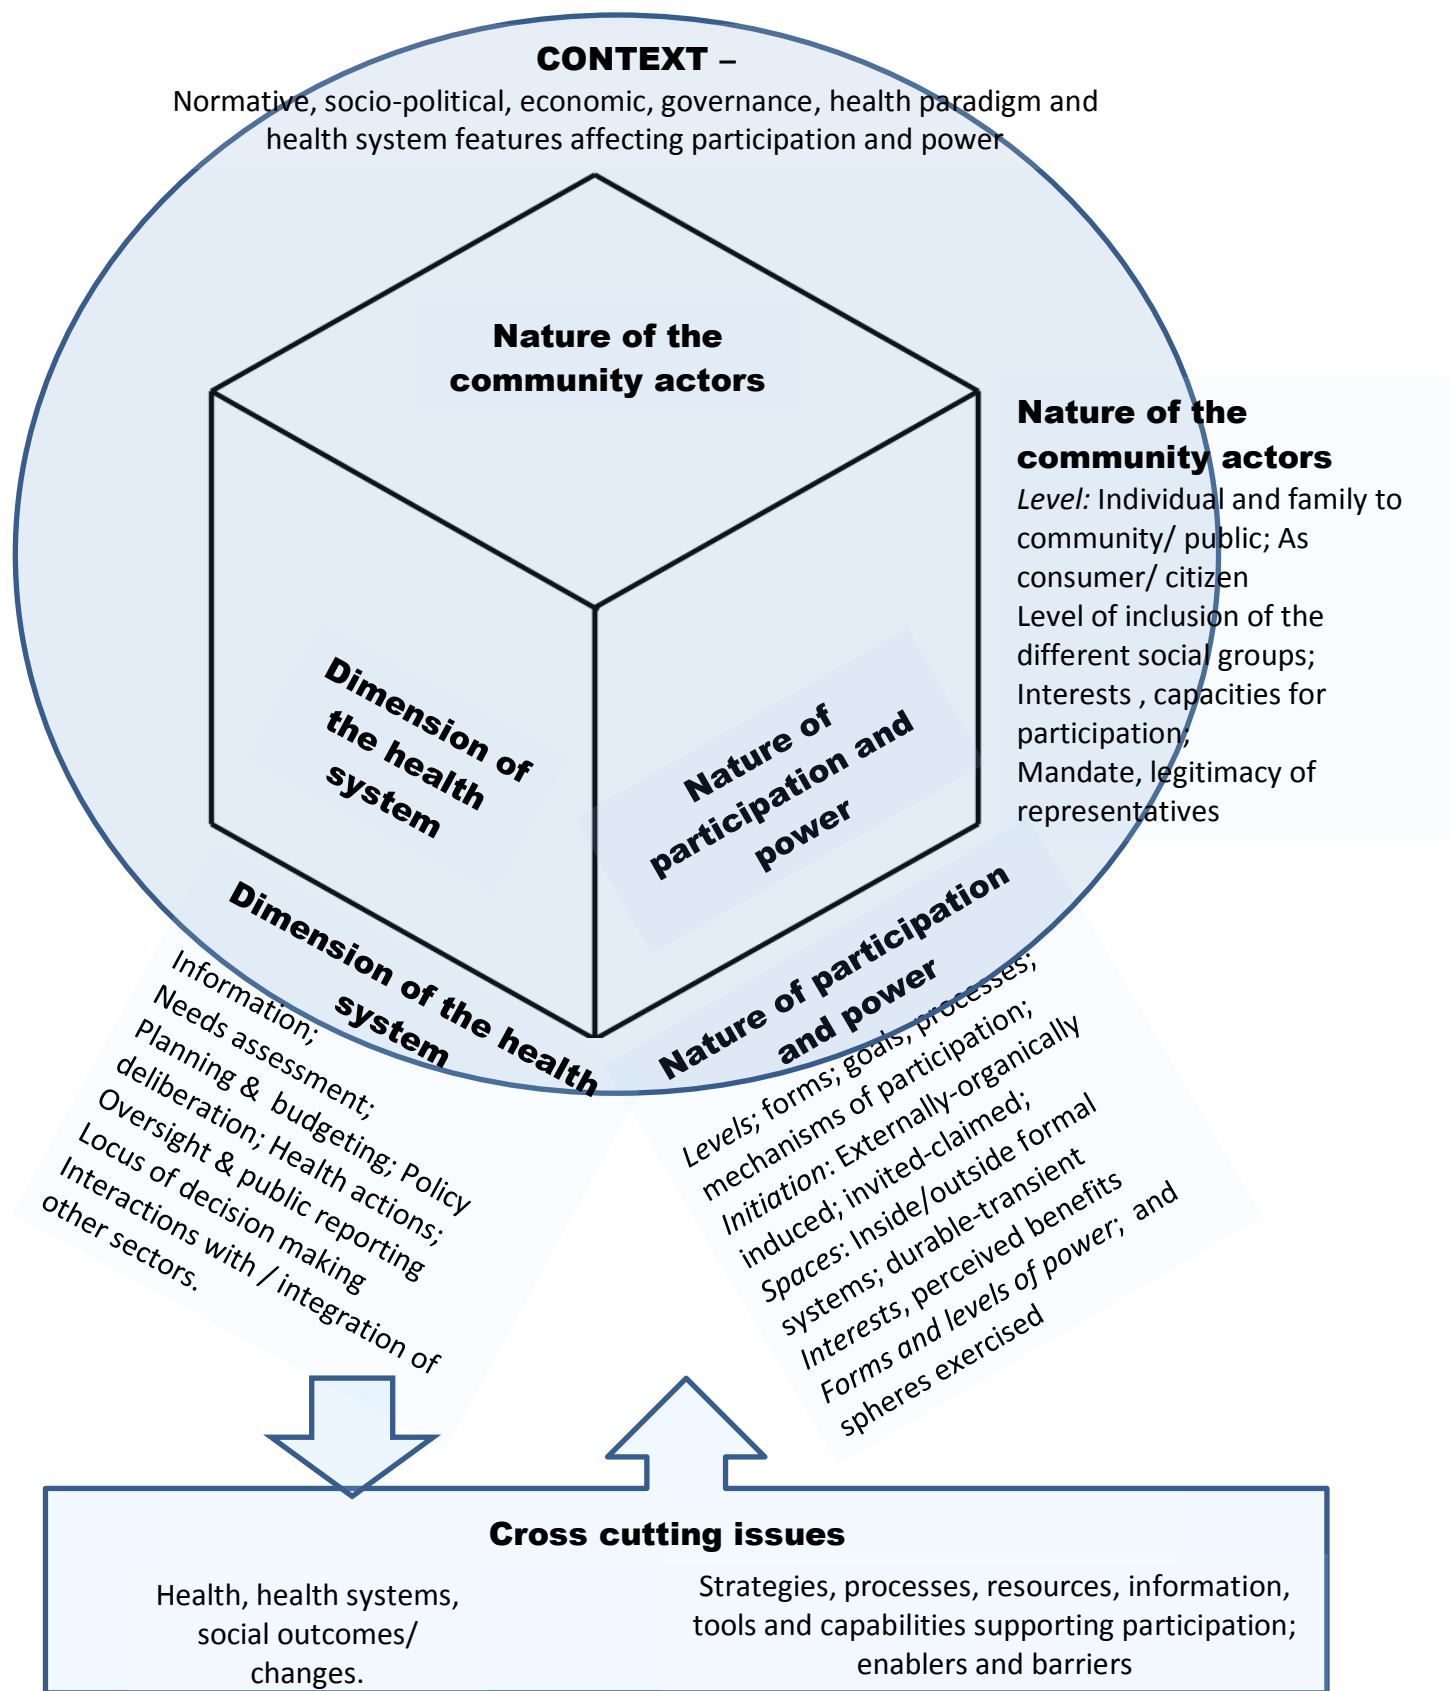 CONTEXT –
Normative, socio-political, economic, governance, health paradigm and
health system features affecting participation and power
Nature of the
community actors
Nature of the
community actors
Level: Individual and family to
community/ public; As
consumer/ citizen
Level of inclusion of the
different social groups;
Interests , capacities for
participation;
Mandate, legitimacy of
representatives
Dimension of
the health
system
Nature of
participation and
power
Dimension of the health
system
Information;
Needs assessment;
Planning & budgeting; Policy
deliberation; Health actions;
Oversight & public reporting
Locus of decision making
Interactions with / integration of
other sectors.
Nature of participation
and power
Levels; forms; goals, processes;
mechanisms of participation;
Initiation: Externally-organically
induced; invited-claimed;
Spaces: Inside/outside formal
systems; durable-transient
Interests, perceived benefits
Forms and levels of power; and
spheres exercised
Cross cutting issues
Health, health systems,
social outcomes/
changes.
Strategies, processes, resources, information,
tools and capabilities supporting participation;
enablers and barriers